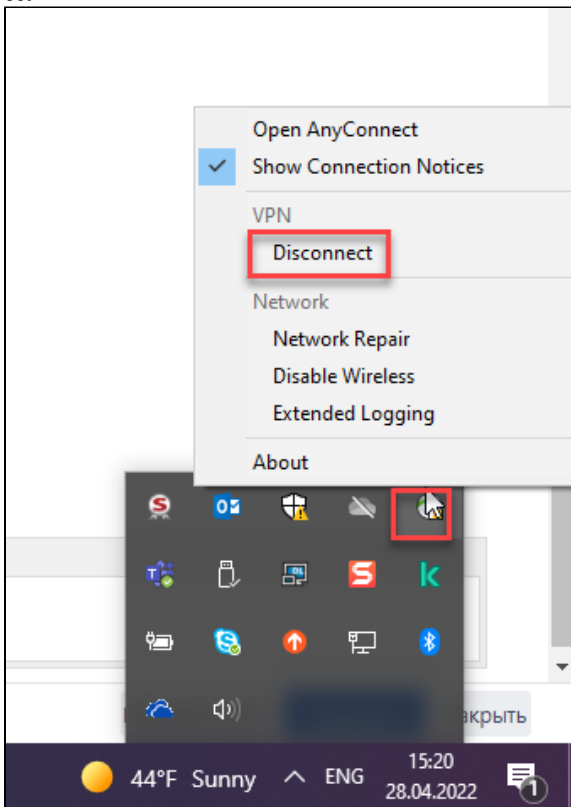 Open AnyConnect
Show Connection Notices
VPN
Disconnect
Network
Network Repair
Disable Wireless
Extended Logging
About
акрыть
44°F Sunny
ENG
15:20
28.04.2022
1